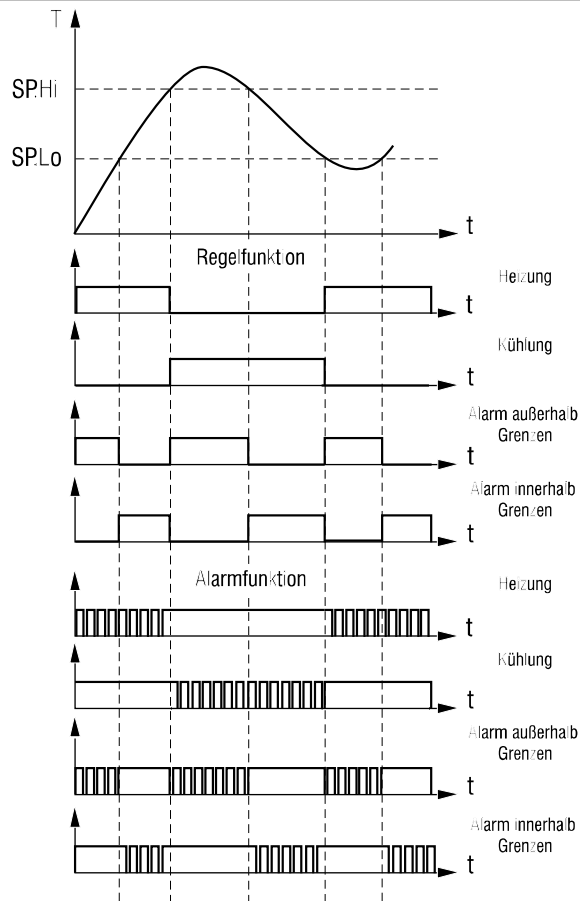 T
SP.Hi
SP.Lo
t
Regelfunktion
Heizung
t
Kühlung
t
Alarm außerhalb
Grenzen
t
Alarm innerhalb
Grenzen
t
Alarmfunktion
Heizung
t
Kühlung
t
Alarm außerhalb
Grenzen
t
Alarm innerhalb
Grenzen
t